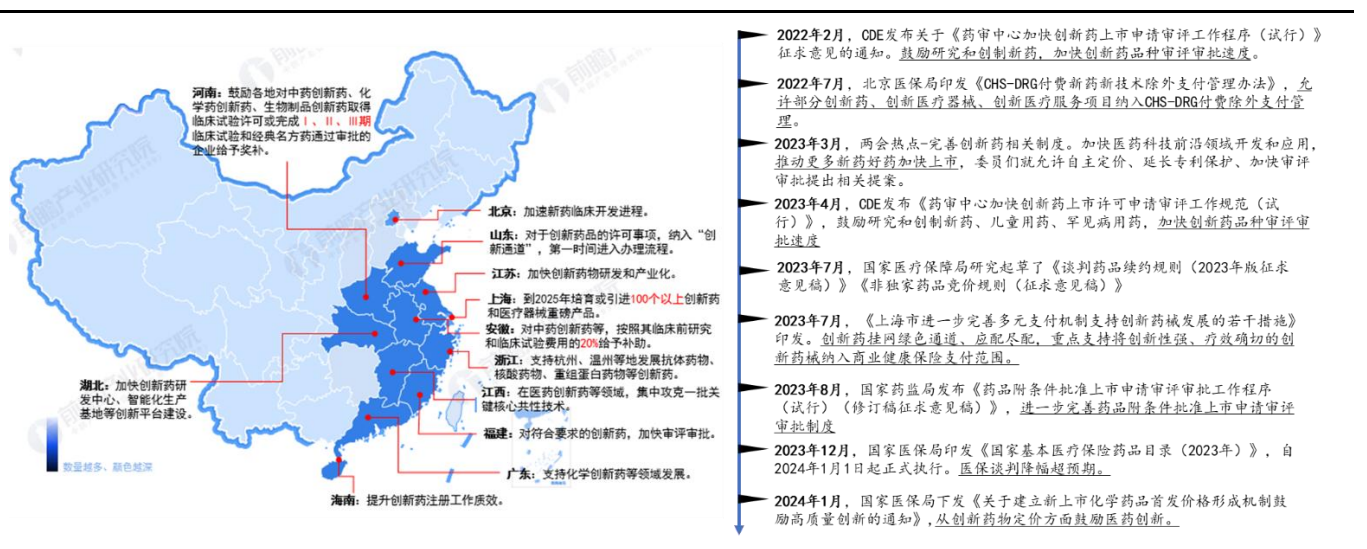 河南：鼓励各地对中药创新药、化
学药创新药、生物制品创新药取得
临床试验许可或完成Ⅰ、Ⅱ、Ⅲ期
临床试验和经典名方药通过审批的
企业给予奖补。
北京：加速新药临床开发进程。
山东：对于创新药品的许可事项，纳入“创
新通道”，第一时间进入办理流程。
江苏：加快创新药物研发和产业化。
上海：到2025年培育或引进100个以上创新药
和医疗器械重磅产品。
安徽：对中药创新药等，按照其临床前研究
和临床试验费用的20%给予补助。
浙江：支持杭州、温州等地发展抗体药物、
核酸药物、重组蛋白药物等创新药。
江西：在医药创新药等领域，集中攻克一批关
键核心共性技术。
福建：对符合要求的创新药，加快审评审批。
广东：支持化学创新药等领域发展。
海南：提升创新药注册工作质效。
湖北：加快创新药研
发中心、智能化生产
基地等创新平台建设。
数量越多、颜色越深
前瞻产业研究院
2022年2月，CDE发布关于《药审中心加快创新药上市申请审评工作程序（试行）》
征求意见的通知。鼓励研究和创制新药，加快创新药品种审评审批速度。
2022年7月，北京医保局印发《CHS-DRG付费新药新技术除外支付管理办法》，允
许部分创新药、创新医疗器械、创新医疗服务项目纳入CHS-DRG付费除外支付管
理。
2023年3月，两会热点-完善创新药相关制度。加快医药科技前沿领域开发和应用，
推动更多新药好药加快上市，委员们就允许自主定价、延长专利保护、加快审评
审批提出相关提案。
2023年4月，CDE发布《药审中心加快创新药上市许可申请审评工作规范（试
行）》，鼓励研究和创制新药、儿童用药、罕见病用药，加快创新药品种审评审
批速度
2023年7月，国家医疗保障局研究起草了《谈判药品续约规则（2023年版征求
意见稿）》《非独家药品竞价规则（征求意见稿）》
2023年7月，《上海市进一步完善多元支付机制支持创新药械发展的若干措施》
印发。创新药挂网绿色通道、应配尽配，重点支持将创新性强、疗效确切的创
新药械纳入商业健康保险支付范围。
2023年8月，国家药监局发布《药品附条件批准上市申请审评审批工作程序
（试行）（修订稿征求意见稿）》，进一步完善药品附条件批准上市申请审评
审批制度
2023年12月，国家医保局印发《国家基本医疗保险药品目录（2023年）》，自
2024年1月1日起正式执行。医保谈判降幅超预期。
2024年1月，国家医保局下发《关于建立新上市化学药品首发价格形成机制鼓
励高质量创新的通知》,从创新药物定价方面鼓励医药创新。